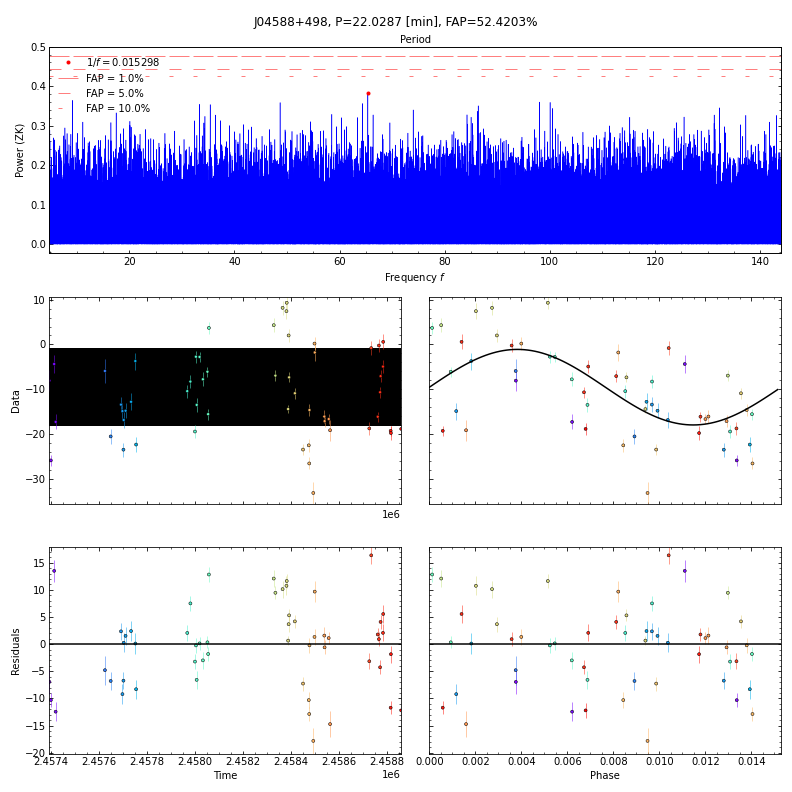 J04588+498, P=22.0287 [min], FAP=52.4203%
Period
0.5
0.4
0.3
0.2
0.1
0.0
Power (ZK)
1/f = 0.015298
FAP = 1.0%
FAP = 5.0%
FAP = 10.0%
20 40 60 80 100 120 140
Frequency f
10
0
−10
−20
−30
Data
1e6
15
10
5
0
−5
−10
−15
−20
Residuals
2.4574 2.4576 2.4578 2.4580 2.4582 2.4584 2.4586 2.4588
Time
1e6
0.000 0.002 0.004 0.006 0.008 0.010 0.012 0.014
Phase